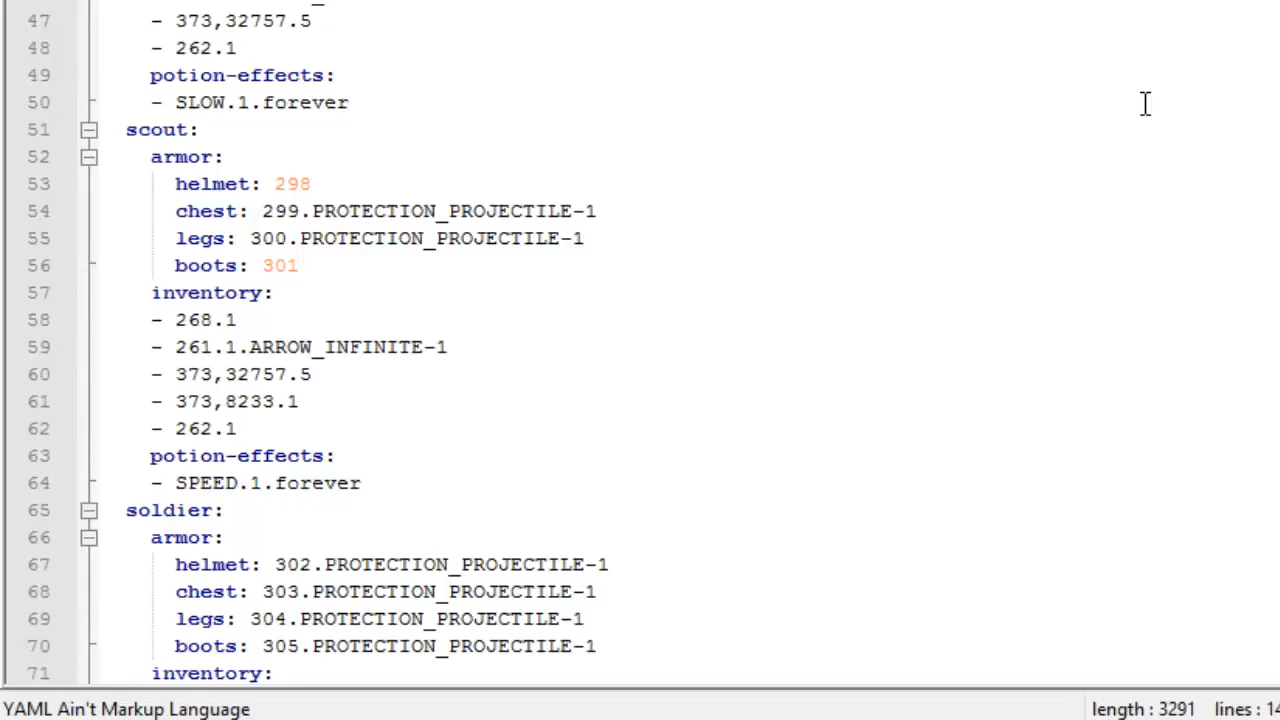 47 - 373,32757.5
48 - 262.1
49 potion-effects:
50 - SLOW.1.forever
51 scout:
52 armor:
53 helmet: 298
54 chest: 299.PROTECTION_PROJECTILE-1
55 legs: 300.PROTECTION_PROJECTILE-1
56 boots: 301
57 inventory:
58 - 268.1
59 - 261.1.ARROW_INFINITE-1
60 - 373,32757.5
61 - 373,8233.1
62 - 262.1
63 potion-effects:
64 - SPEED.1.forever
65 soldier:
66 armor:
67 helmet: 302.PROTECTION_PROJECTILE-1
68 chest: 303.PROTECTION_PROJECTILE-1
69 legs: 304.PROTECTION_PROJECTILE-1
70 boots: 305.PROTECTION_PROJECTILE-1
71 inventory:
YAML Ain't Markup Language length : 3291 lines : 14